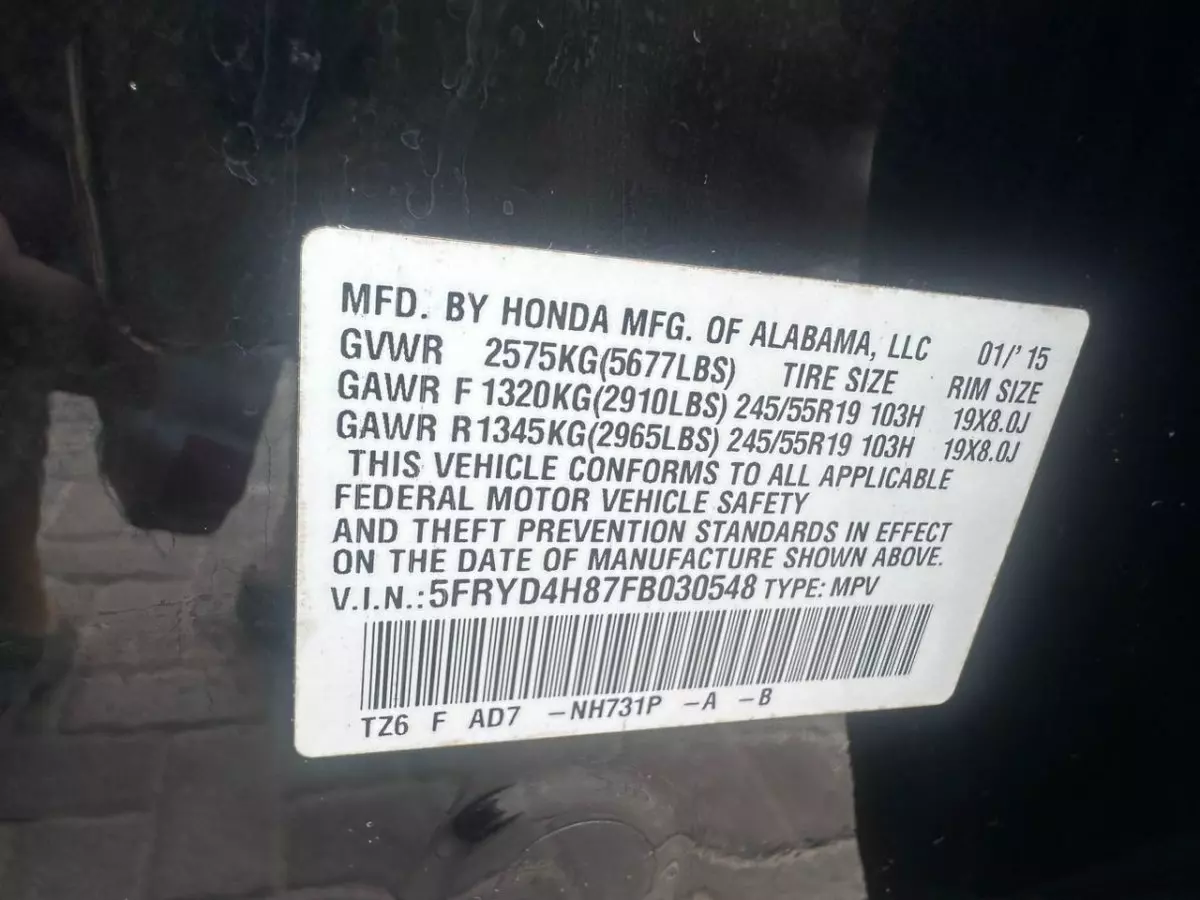 MFD. BY HONDA MFG. OF ALABAMA, LLC 01/'15
GVWR 2575KG(5677LBS) TIRE SIZE RIM SIZE
GAWR F 1320KG(2910LBS) 245/55R19 103H 19X8.0J
GAWR R 1345KG(2965LBS) 245/55R19 103H 19X8.0J
THIS VEHICLE CONFORMS TO ALL APPLICABLE
FEDERAL MOTOR VEHICLE SAFETY
AND THEFT PREVENTION STANDARDS IN EFFECT
ON THE DATE OF MANUFACTURE SHOWN ABOVE.
V.I.N.:5FRYD4H87FB030548 TYPE: MPV
TZ6 F AD7 -NH731P -A -B